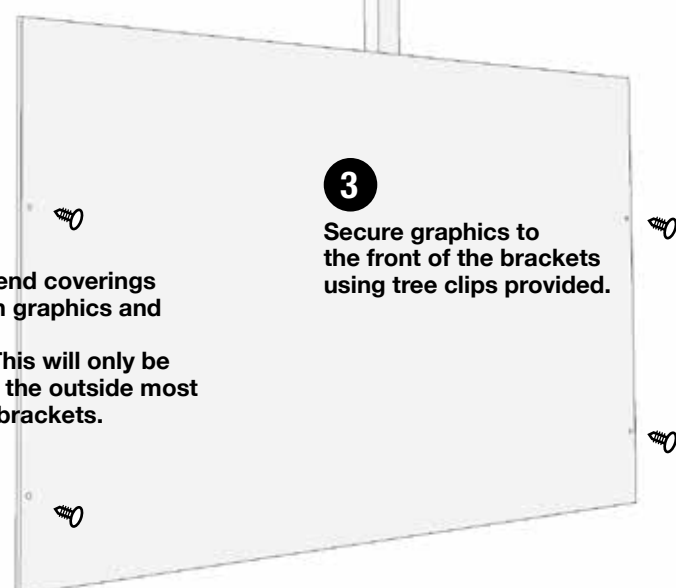 end coverings
graphics and
This will only be
the outside most
brackets.
3
Secure graphics to
the front of the brackets
using tree clips provided.